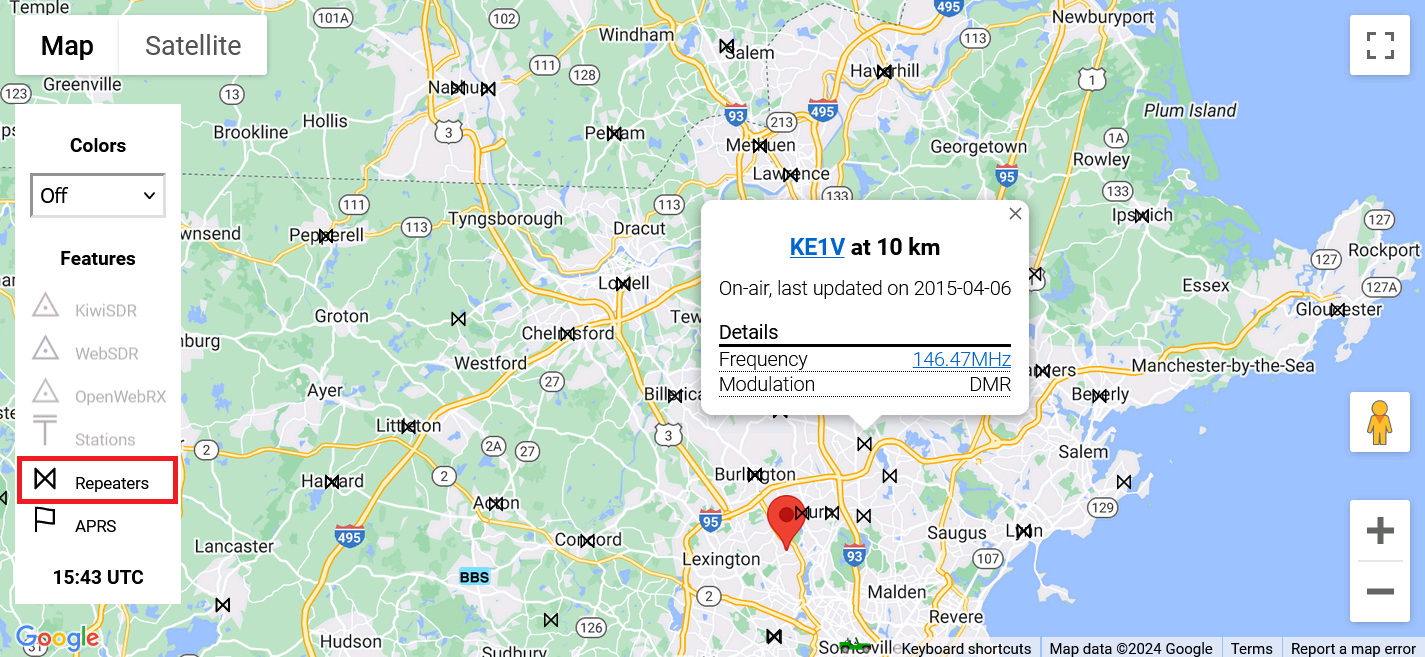 Temple
101A
102
Windham
495
Newburyport
Map
Satellite
Salem
113
Haverhill
111
128
1
Greenville
123
13
Nashua
93
495
Plum Island
Hollis
Brookline
3
Pelham
213
1A
Methuen
Georgetown
Rowley
Colors
Lawrence
95
Off
133
133
111
113
Tyngsborough
113
Ipswich
127
Pepperell
Dracut
KE1V at 10 km
Rockport
Features
127
On-air, last updated on 2015-04-06
Lowell
Essex
127A
KiwiSDR
Groton
Gloucester
Chelmsford
Details
WebSDR
Westford
Frequency 146.47MHz
Manchester-by-the-Sea
Modulation DMR
Ayer
27
OpenWebRX
Billerica
Beverly
Littleton
Stations
3
2
2A
27
Salem
Burlington
2
Repeaters
Harvard
Acton
129
95
APRS
495
Concord
93
Saugus
Lynn
Lancaster
Lexington
107
15:43 UTC
BBS
2
Malden
Revere
126
Google
31
Hudson
Sudbury
Somerville
Keyboard shortcuts
Map data ©2024 Google
Terms
Report a map error